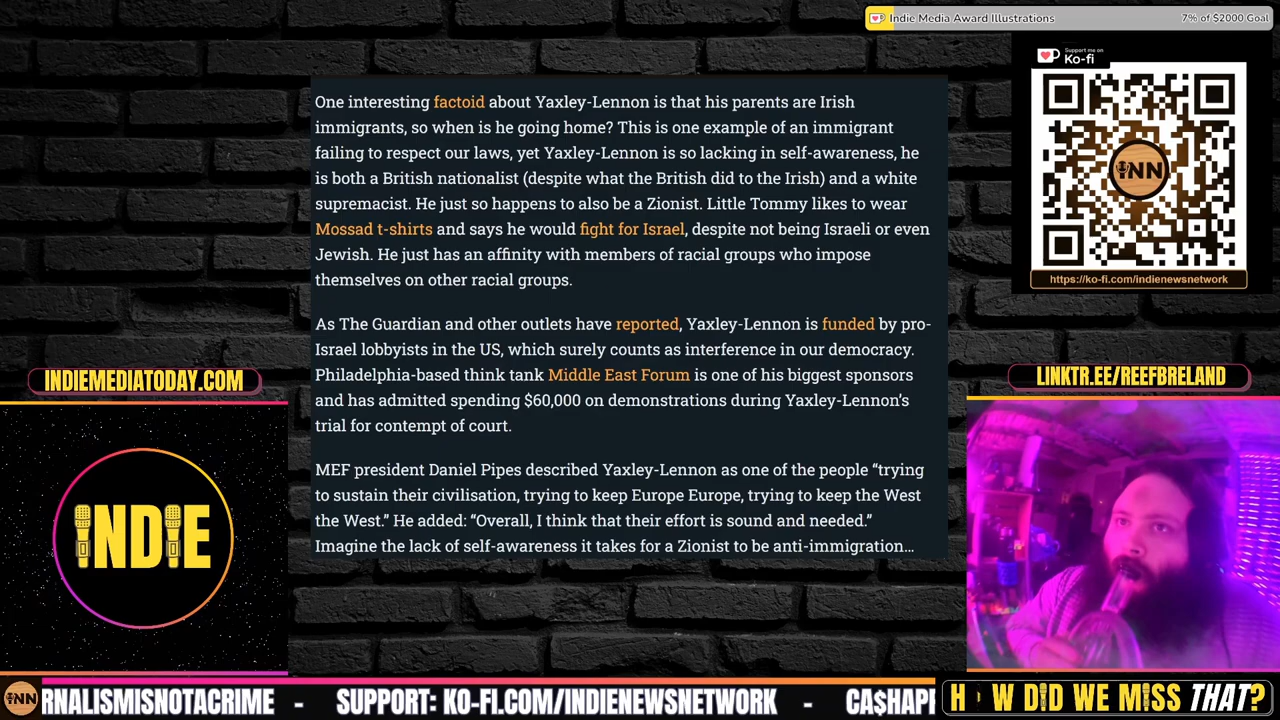 Indie Media Award Illustrations 7% of $2000 Goal
Support me on
Ko-fi
INN
https://ko-fi.com/indienewsnetwork
One interesting factoid about Yaxley-Lennon is that his parents are Irish
immigrants, so when is he going home? This is one example of an immigrant
failing to respect our laws, yet Yaxley-Lennon is so lacking in self-awareness, he
is both a British nationalist (despite what the British did to the Irish) and a white
supremacist. He just so happens to also be a Zionist. Little Tommy likes to wear
Mossad t-shirts and says he would fight for Israel, despite not being Israeli or even
Jewish. He just has an affinity with members of racial groups who impose
themselves on other racial groups.
As The Guardian and other outlets have reported, Yaxley-Lennon is funded by pro-
Israel lobbyists in the US, which surely counts as interference in our democracy.
Philadelphia-based think tank Middle East Forum is one of his biggest sponsors
and has admitted spending $60,000 on demonstrations during Yaxley-Lennon's
trial for contempt of court.
MEF president Daniel Pipes described Yaxley-Lennon as one of the people “trying
to sustain their civilisation, trying to keep Europe Europe, trying to keep the West
the West.” He added: “Overall, I think that their effort is sound and needed.”
Imagine the lack of self-awareness it takes for a Zionist to be anti-immigration…
INDIEMEDIATODAY.COM
INDIE
LINKTR.EE/REEFBRELAND
INN
RNALISMISNOTACRIME - SUPPORT: KO-FI.COM/INDIENEWSNETWORK - CA$HAPP
HOW DID WE MISS THAT?